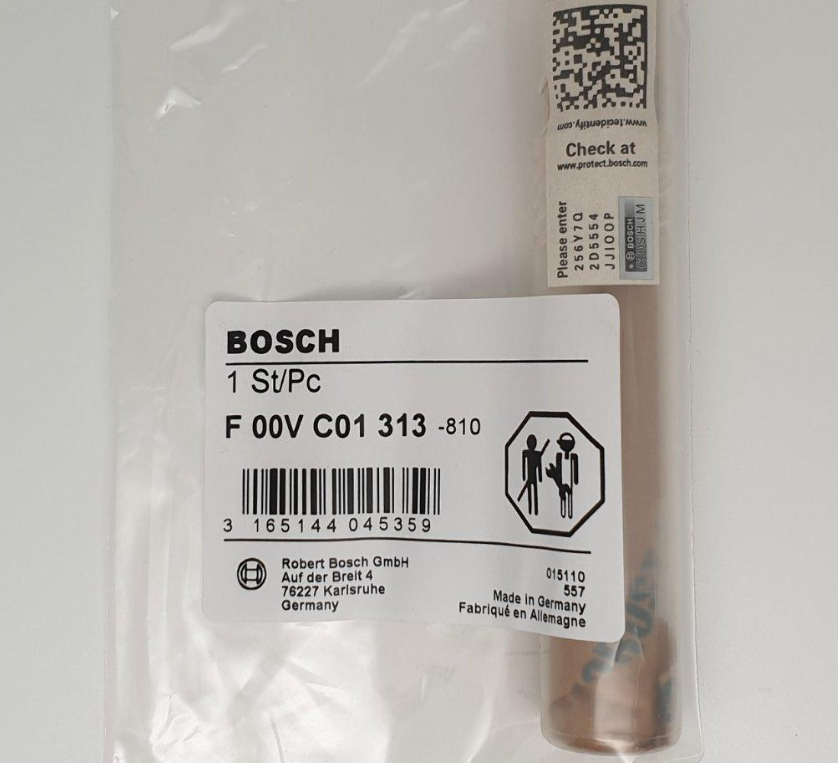 www.tecidentify.com
Check at
www.protect.bosch.com
Please enter
256Y7Q
2D5554
JJIOOP
BOSCH
BOSCH
1 St/Pc
F 00V C01 313 -810
3 165144 045359
Robert Bosch GmbH
Auf der Breit 4
76227 Karlsruhe
Germany
015110
557
Made in Germany
Fabriqué en Allemagne